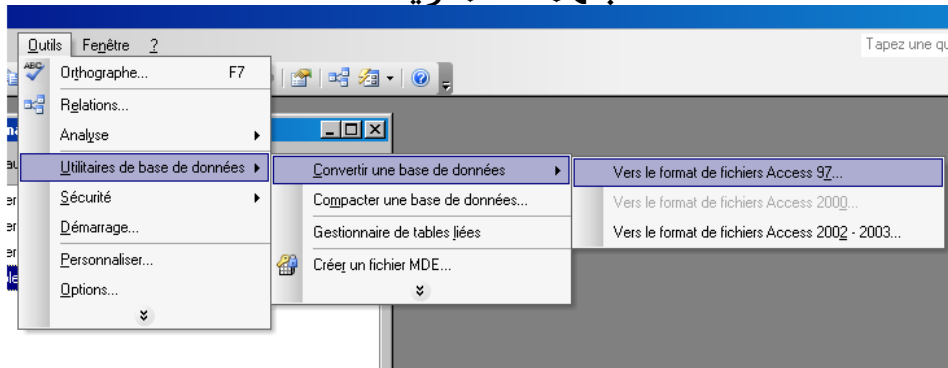 Outils Fenêtre ?
Tapez une qu
Orthographe... F7
Relations...
Analyse
Utilitaires de base de données
Sécurité
Démarrage...
Personnaliser...
Options...
Convertir une base de données
Compacter une base de données...
Gestionnaire de tables liées
Créer un fichier MDE...
Vers le format de fichiers Access 97...
Vers le format de fichiers Access 2000...
Vers le format de fichiers Access 2002 - 2003...